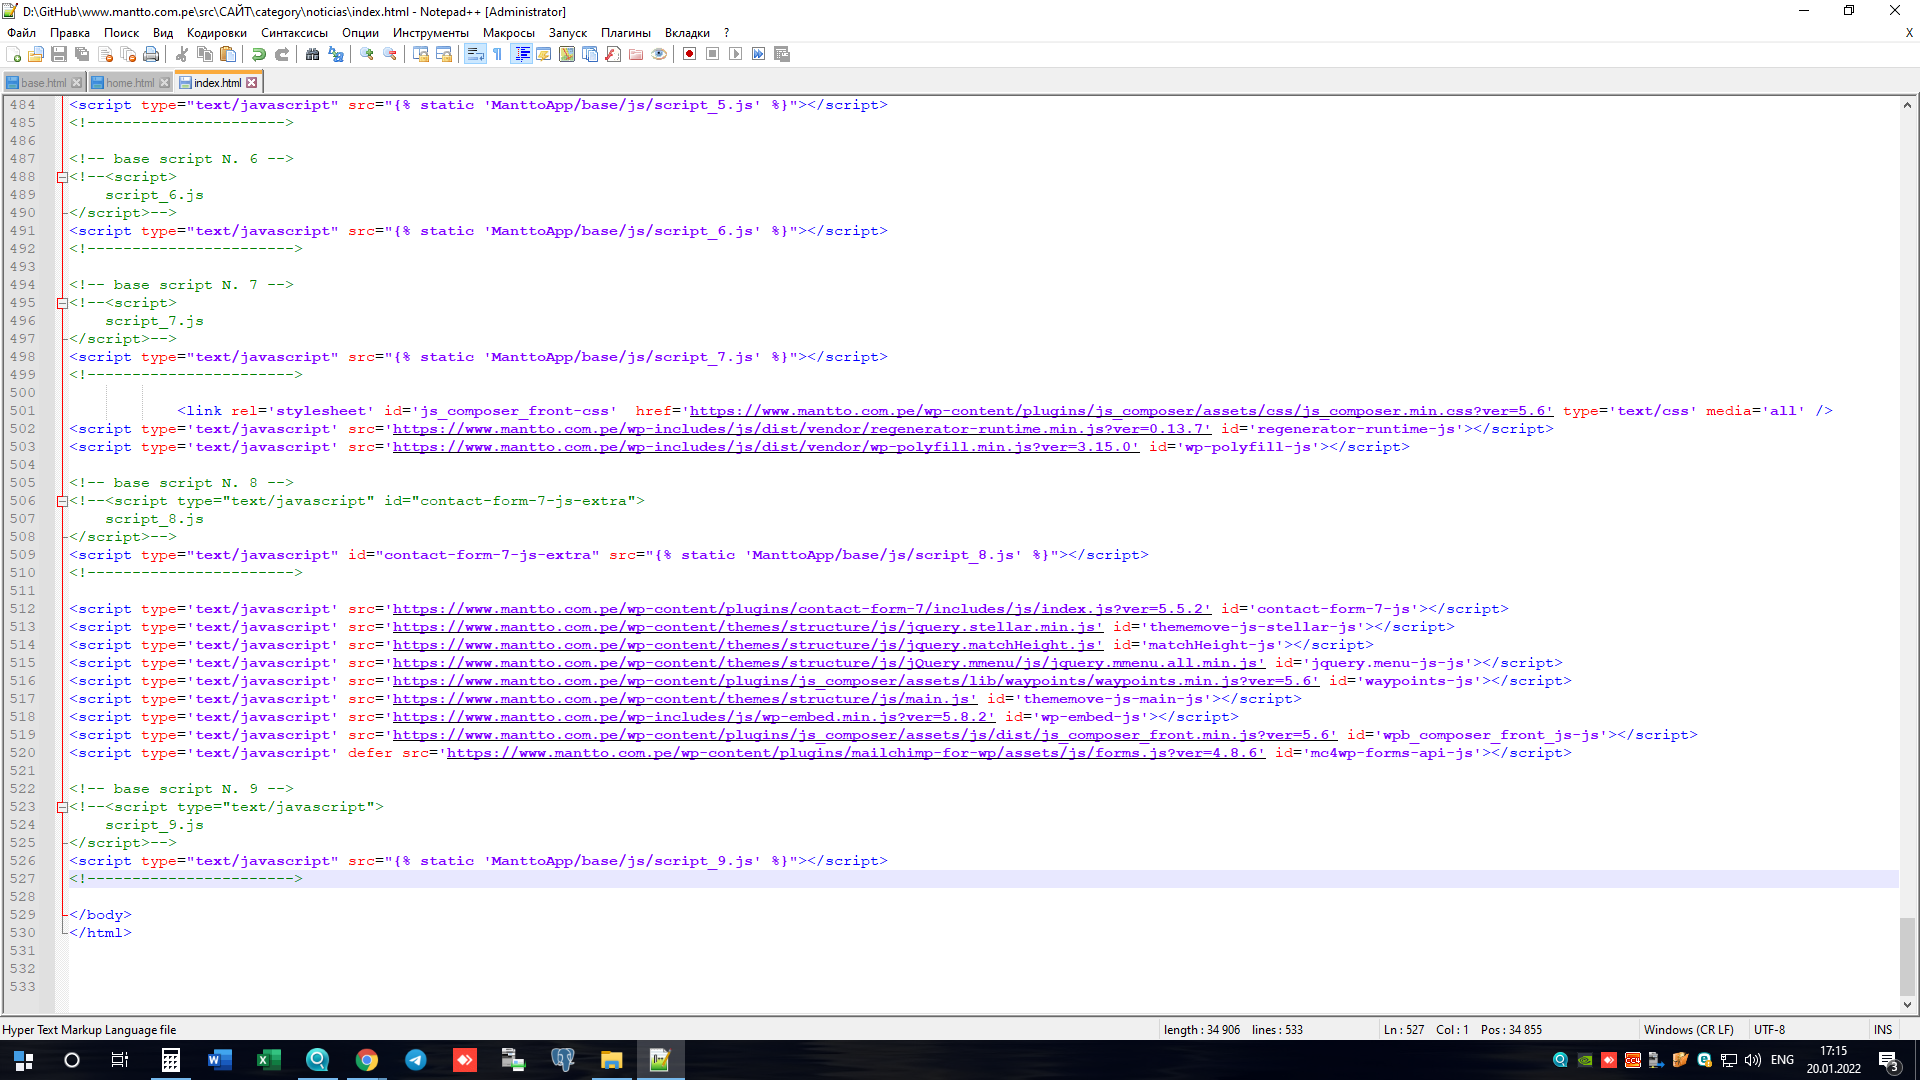 D:\GitHub\www.mantto.com.pe\src\САЙТ\category\noticias\index.html - Notepad++ [Administrator]
Файл Правка Поиск Вид Кодировки Синтаксисы Опции Инструменты Макросы Запуск Плагины Вкладки ? X
base.html home.html index.html
484 <script type="text/javascript" src="{% static 'ManttoApp/base/js/script_5.js' %}"></script>
485 <!---------------------->
486
487 <!-- base script N. 6 -->
488 <!--<script>
489 script_6.js
490 </script>-->
491 <script type="text/javascript" src="{% static 'ManttoApp/base/js/script_6.js' %}"></script>
492 <!----------------------->
493
494 <!-- base script N. 7 -->
495 <!--<script>
496 script_7.js
497 </script>-->
498 <script type="text/javascript" src="{% static 'ManttoApp/base/js/script_7.js' %}"></script>
499 <!----------------------->
500
501 <link rel='stylesheet' id='js_composer_front-css'  href='https://www.mantto.com.pe/wp-content/plugins/js_composer/assets/css/js_composer.min.css?ver=5.6' type='text/css' media='all' />
502 <script type='text/javascript' src='https://www.mantto.com.pe/wp-includes/js/dist/vendor/regenerator-runtime.min.js?ver=0.13.7' id='regenerator-runtime-js'></script>
503 <script type='text/javascript' src='https://www.mantto.com.pe/wp-includes/js/dist/vendor/wp-polyfill.min.js?ver=3.15.0' id='wp-polyfill-js'></script>
504
505 <!-- base script N. 8 -->
506 <!--<script type="text/javascript" id="contact-form-7-js-extra">
507 script_8.js
508 </script>-->
509 <script type="text/javascript" id="contact-form-7-js-extra" src="{% static 'ManttoApp/base/js/script_8.js' %}"></script>
510 <!----------------------->
511
512 <script type='text/javascript' src='https://www.mantto.com.pe/wp-content/plugins/contact-form-7/includes/js/index.js?ver=5.5.2' id='contact-form-7-js'></script>
513 <script type='text/javascript' src='https://www.mantto.com.pe/wp-content/themes/structure/js/jquery.stellar.min.js' id='thememove-js-stellar-js'></script>
514 <script type='text/javascript' src='https://www.mantto.com.pe/wp-content/themes/structure/js/jquery.matchHeight.js' id='matchHeight-js'></script>
515 <script type='text/javascript' src='https://www.mantto.com.pe/wp-content/themes/structure/js/jQuery.mmenu/js/jquery.mmenu.all.min.js' id='jquery.menu-js-js'></script>
516 <script type='text/javascript' src='https://www.mantto.com.pe/wp-content/plugins/js_composer/assets/lib/waypoints/waypoints.min.js?ver=5.6' id='waypoints-js'></script>
517 <script type='text/javascript' src='https://www.mantto.com.pe/wp-content/themes/structure/js/main.js' id='thememove-js-main-js'></script>
518 <script type='text/javascript' src='https://www.mantto.com.pe/wp-includes/js/wp-embed.min.js?ver=5.8.2' id='wp-embed-js'></script>
519 <script type='text/javascript' src='https://www.mantto.com.pe/wp-content/plugins/js_composer/assets/js/dist/js_composer_front.min.js?ver=5.6' id='wpb_composer_front_js-js'></script>
520 <script type='text/javascript' defer src='https://www.mantto.com.pe/wp-content/plugins/mailchimp-for-wp/assets/js/forms.js?ver=4.8.6' id='mc4wp-forms-api-js'></script>
521
522 <!-- base script N. 9 -->
523 <!--<script type="text/javascript">
524 script_9.js
525 </script>-->
526 <script type="text/javascript" src="{% static 'ManttoApp/base/js/script_9.js' %}"></script>
527 <!----------------------->
528
529 </body>
530 </html>
531
532
533
Hyper Text Markup Language file length : 34 906 lines : 533 Ln : 527 Col : 1 Pos : 34 855 Windows (CR LF) UTF-8 INS
ENG 17:15
20.01.2022 3